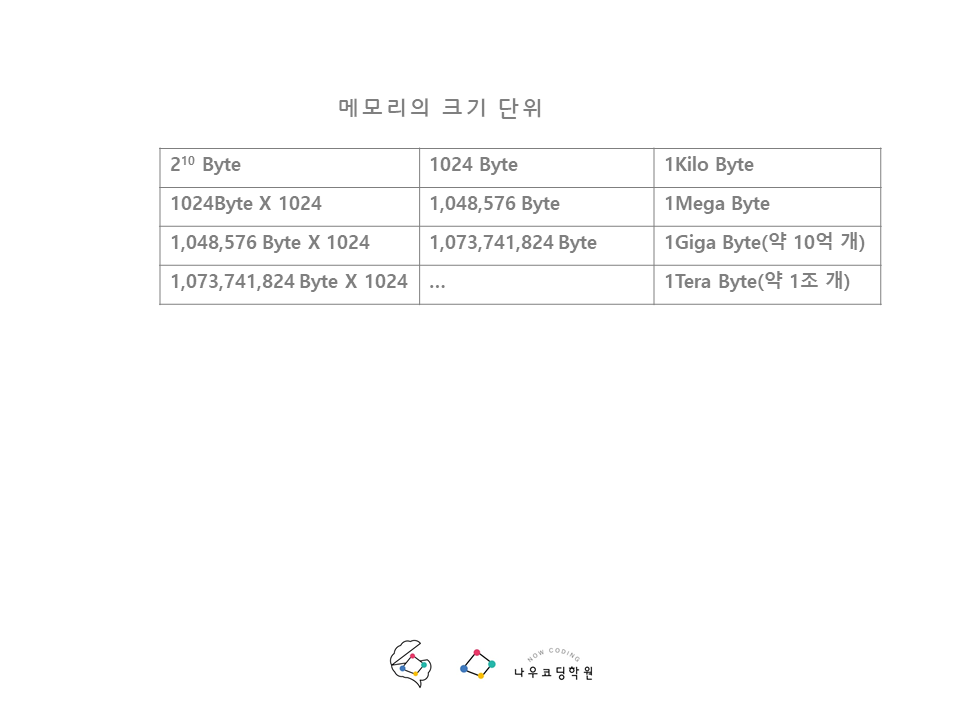 메모리의 크기 단위
2¹⁰ Byte 1024 Byte 1Kilo Byte
1024Byte X 1024 1,048,576 Byte 1Mega Byte
1,048,576 Byte X 1024 1,073,741,824 Byte 1Giga Byte(약 10억 개)
1,073,741,824 Byte X 1024 ... 1Tera Byte(약 1조 개)
NOW CODING
나우코딩학원